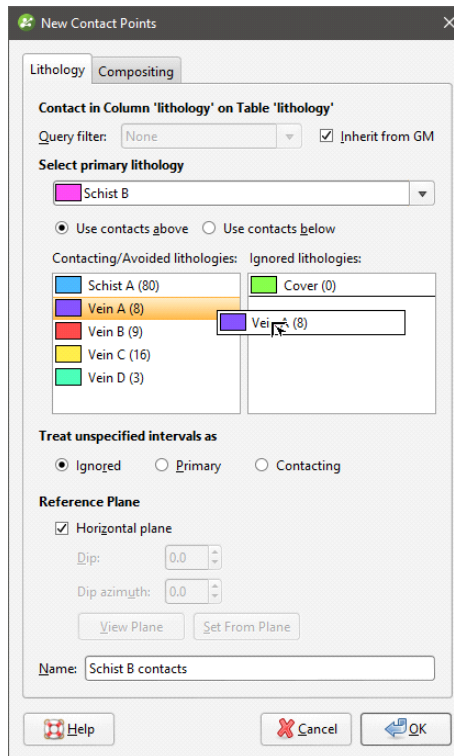 New Contact Points
Lithology Compositing
Contact in Column 'lithology' on Table 'lithology'
Query filter: None Inherit from GM
Select primary lithology
Schist B
Use contacts above Use contacts below
Contacting/Avoided lithologies: Ignored lithologies:
Schist A (80) Cover (0)
Vein A (8)
Vein A (8)
Vein B (9)
Vein C (16)
Vein D (3)
Treat unspecified intervals as
Ignored Primary Contacting
Reference Plane
Horizontal plane
Dip: 0.0
Dip azimuth: 0.0
View Plane Set From Plane
Name: Schist B contacts
Help Cancel OK